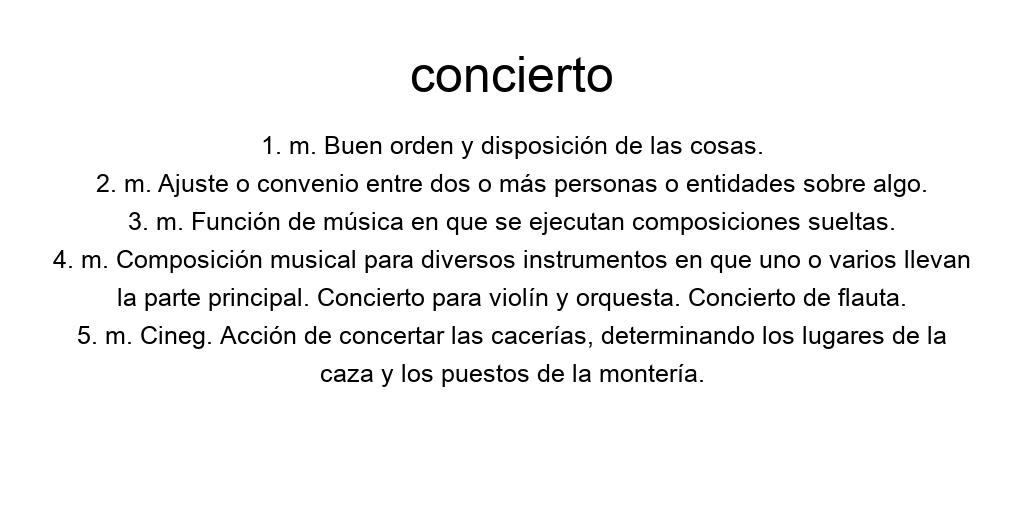 concierto
1. m. Buen orden y disposición de las cosas.
2. m. Ajuste o convenio entre dos o más personas o entidades sobre algo.
3. m. Función de música en que se ejecutan composiciones sueltas.
4. m. Composición musical para diversos instrumentos en que uno o varios llevan
la parte principal. Concierto para violín y orquesta. Concierto de flauta.
5. m. Cineg. Acción de concertar las cacerías, determinando los lugares de la
caza y los puestos de la montería.